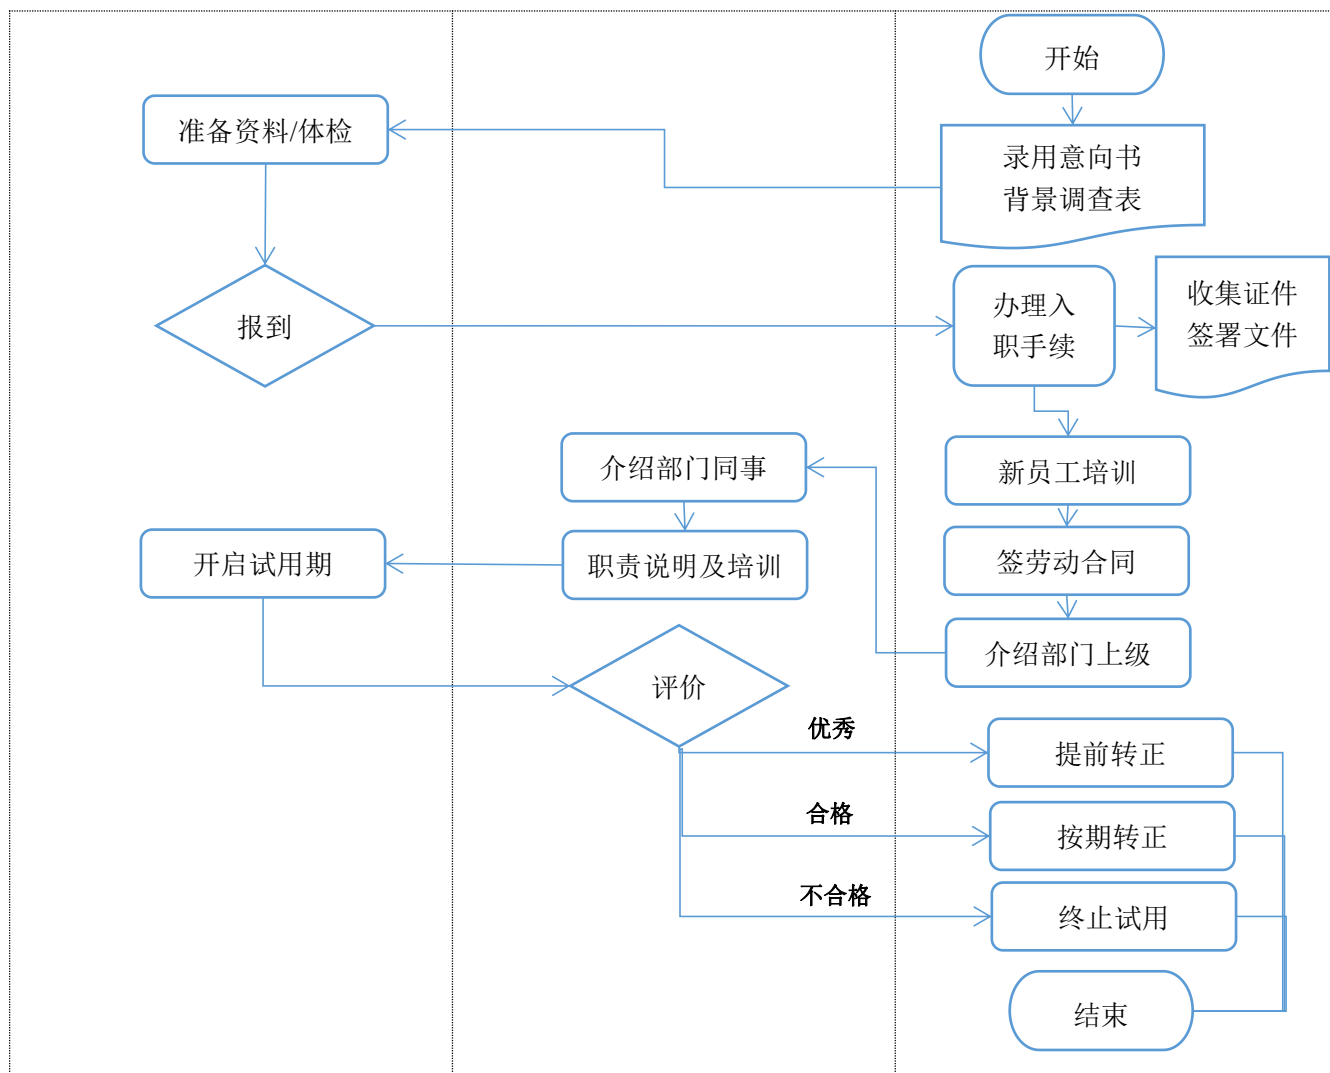 开始
准备资料/体检
录用意向书
背景调查表
报到
办理入
职手续
收集证件
签署文件
介绍部门同事
新员工培训
开启试用期
职责说明及培训
签劳动合同
介绍部门上级
评价
优秀
提前转正
合格
按期转正
不合格
终止试用
结束